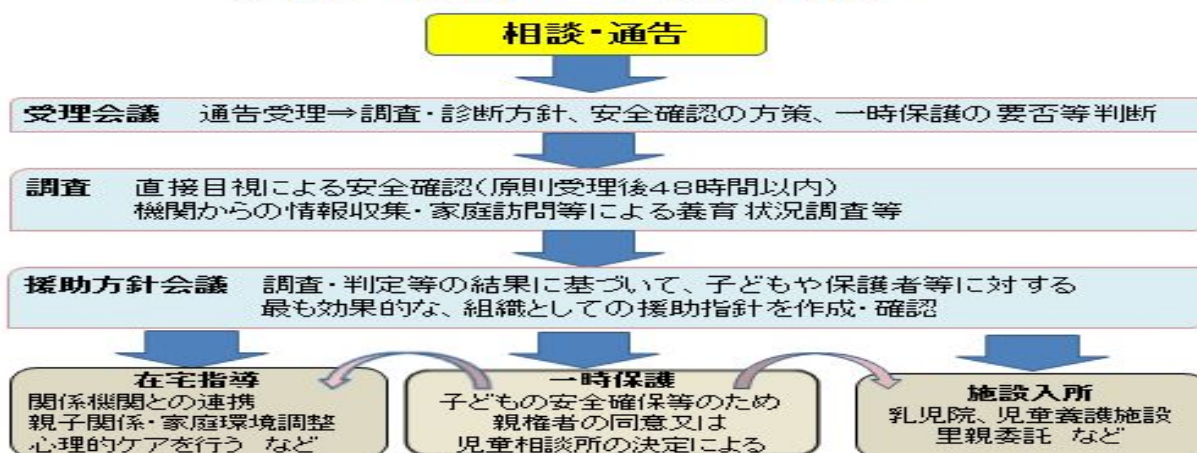 相談・通告
受理会議 通告受理⇒調査・診断方針、安全確認の方策、一時保護の要否等判断
調査 直接目視による安全確認(原則受理後48時間以内)
機関からの情報収集・家庭訪問等による養育状況調査等
援助方針会議 調査・判定等の結果に基づいて、子どもや保護者等に対する
最も効果的な、組織としての援助指針を作成・確認
在宅指導
関係機関との連携
親子関係・家庭環境調整
心理的ケアを行う など
一時保護
子どもの安全確保等のため
親権者の同意又は
児童相談所の決定による
施設入所
乳児院、児童養護施設
里親委託 など